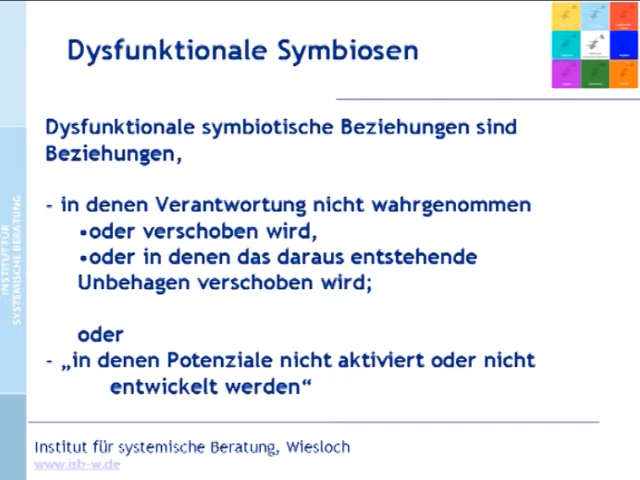 Dysfunktionale Symbiosen
Dysfunktionale symbiotische Beziehungen sind
Beziehungen,
- in denen Verantwortung nicht wahrgenommen
•oder verschoben wird,
•oder in denen das daraus entstehende
Unbehagen verschoben wird;
oder
- „in denen Potenziale nicht aktiviert oder nicht
entwickelt werden“
INSTITUT FÜR
SYSTEMISCHE BERATUNG
Institut für systemische Beratung, Wiesloch
www.isb-w.de